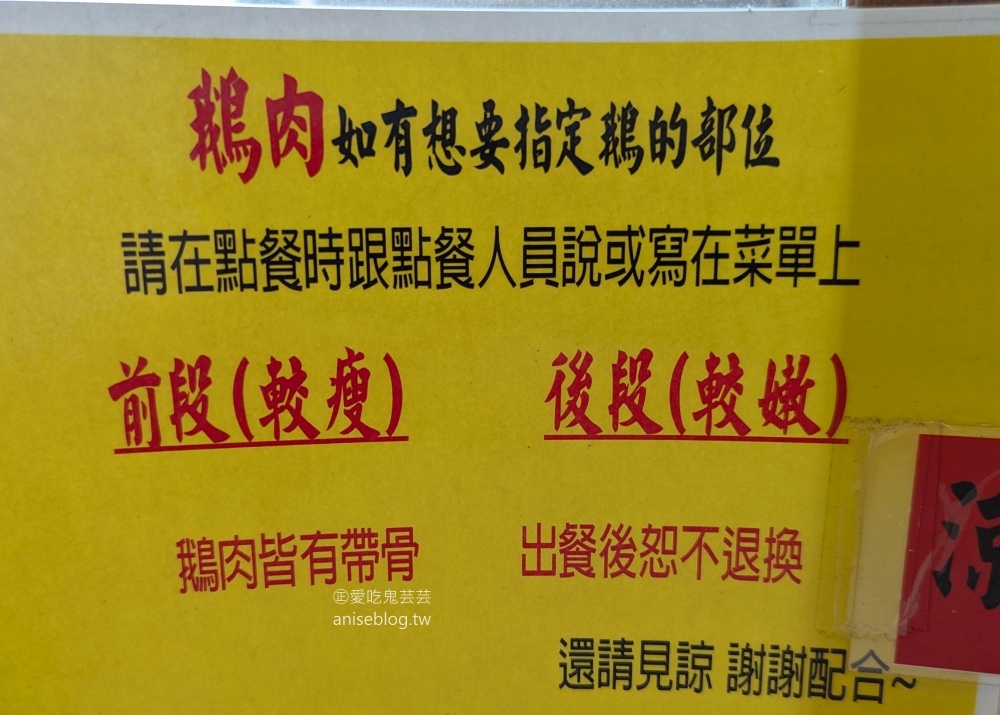 鵝肉如有想要指定鵝的部位
請在點餐時跟點餐人員說或寫在菜單上
前段(較瘦) 後段(較嫩)
鵝肉皆有帶骨 出餐後恕不退換
㊣愛吃鬼芸芸
aniseblog.tw
還請見諒 謝謝配合~